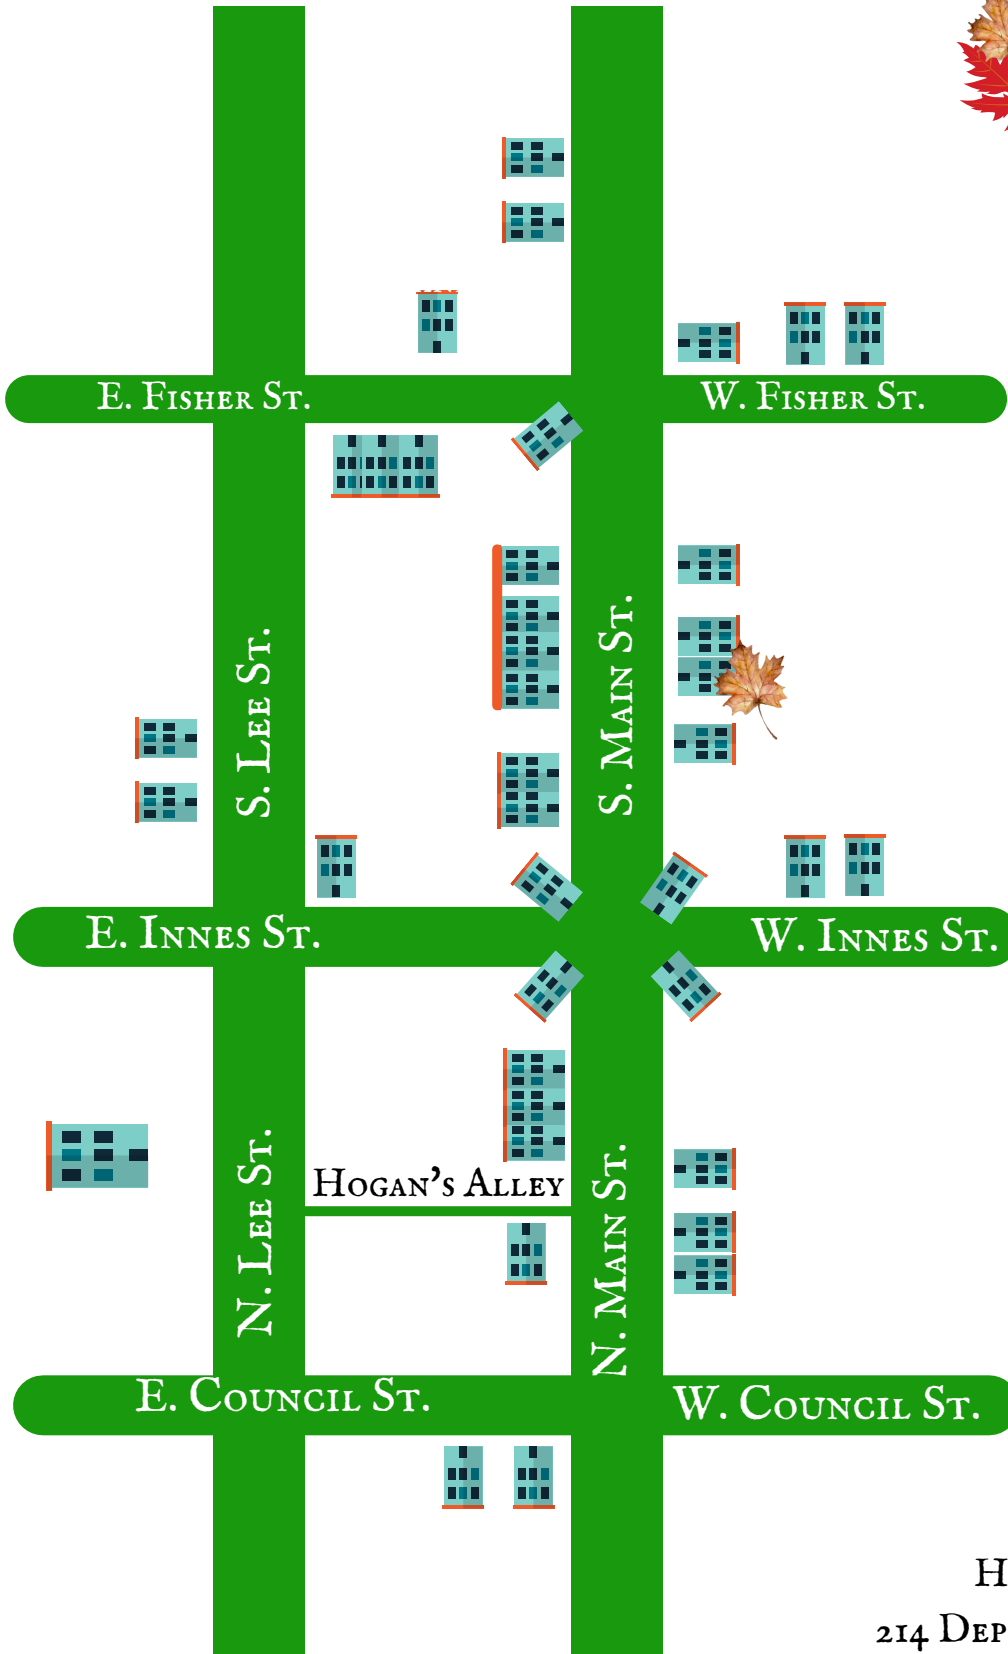 E. Fisher St.
W. Fisher St.
S. Lee St.
S. Main St.
E. Innes St.
W. Innes St.
N. Lee St.
Hogan's Alley
N. Main St.
E. Council St.
W. Council St.
H
214 Dep